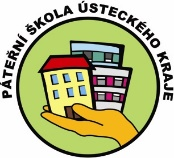 PÁTEŘNÍ ŠKOLA ÚSTECKÉHO KRAJE